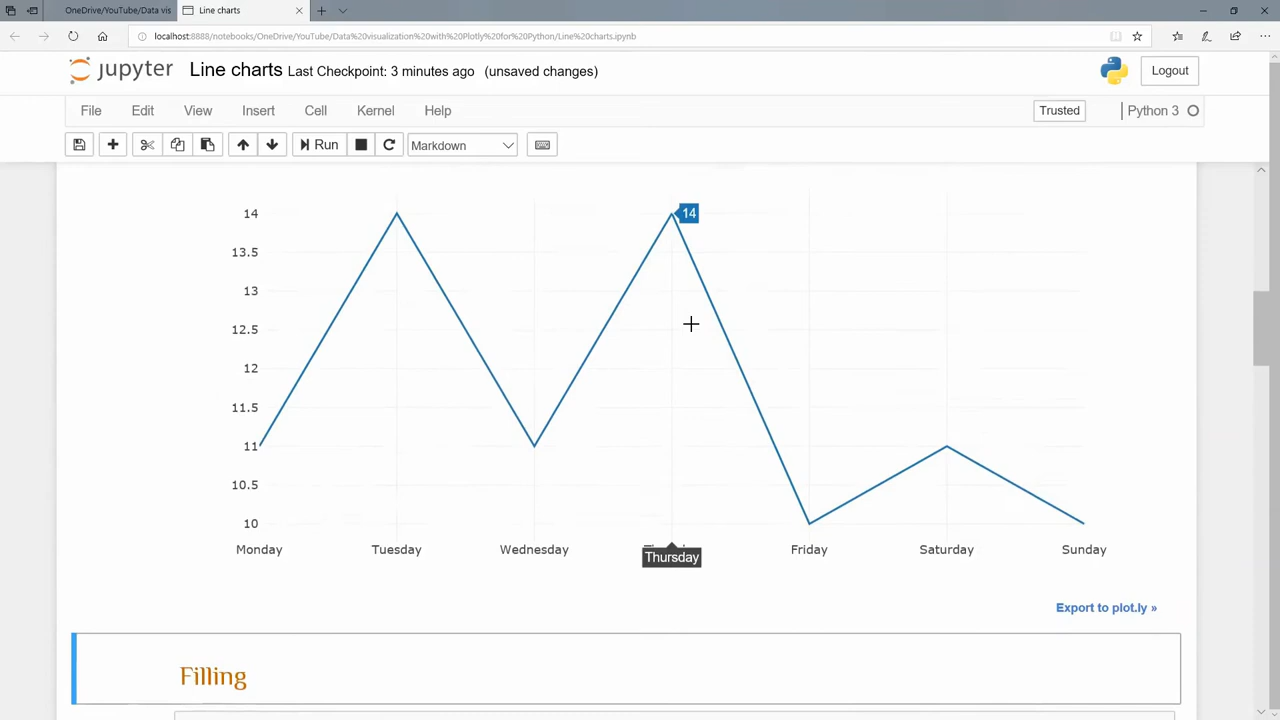 OneDrive/YouTube/Data vis
Line charts
localhost:8888/notebooks/OneDrive/YouTube/Data%20visualization%20with%20Plotly%20for%20Python/Line%20charts.ipynb
jupyter Line charts Last Checkpoint: 3 minutes ago (unsaved changes)
Logout
File Edit View Insert Cell Kernel Help
Trusted
Python 3
Run
Markdown
14
14
13.5
13
12.5
12
11.5
11
10.5
10
Monday Tuesday Wednesday Friday Saturday Sunday
Thursday
Export to plot.ly »
Filling